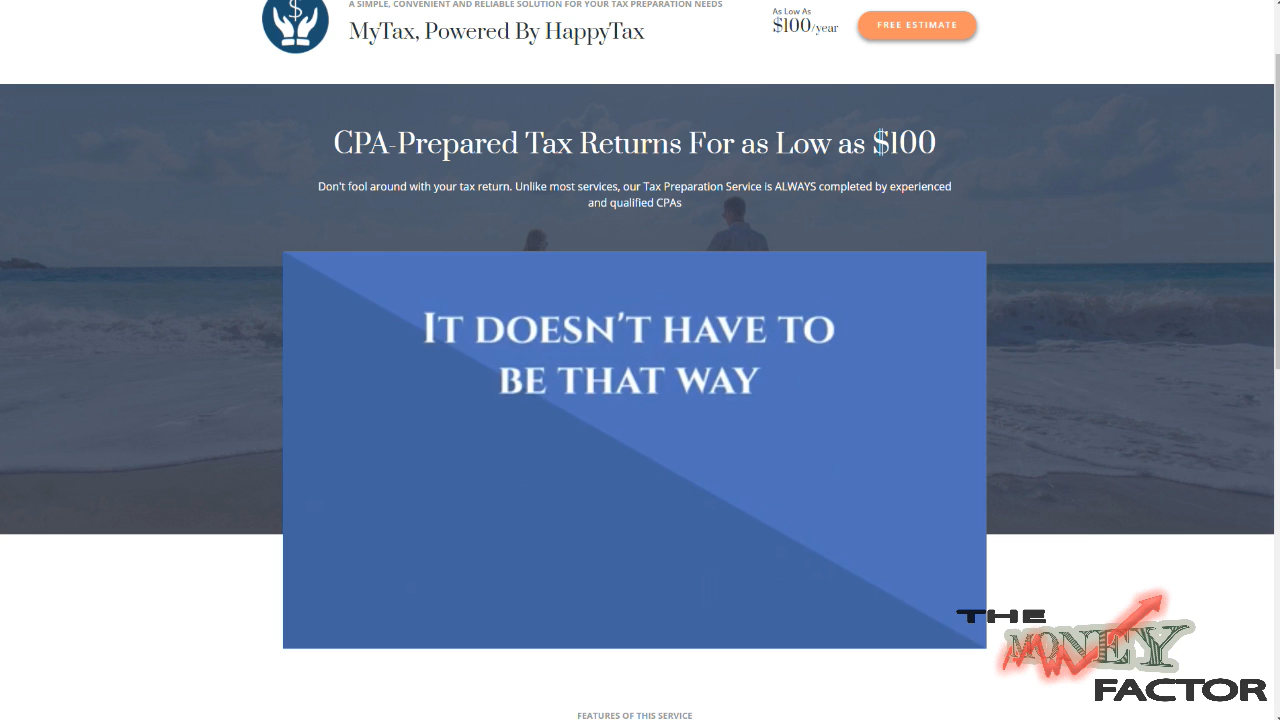 A SIMPLE, CONVENIENT AND RELIABLE SOLUTION FOR YOUR TAX PREPARATION NEEDS
MyTax, Powered By HappyTax
As Low As
$100/year
FREE ESTIMATE
$
CPA-Prepared Tax Returns For as Low as $100
Don't fool around with your tax return. Unlike most services, our Tax Preparation Service is ALWAYS completed by experienced
and qualified CPAs
IT DOESN'T HAVE TO
BE THAT WAY
THE
MONEY
FACTOR
FEATURES OF THIS SERVICE